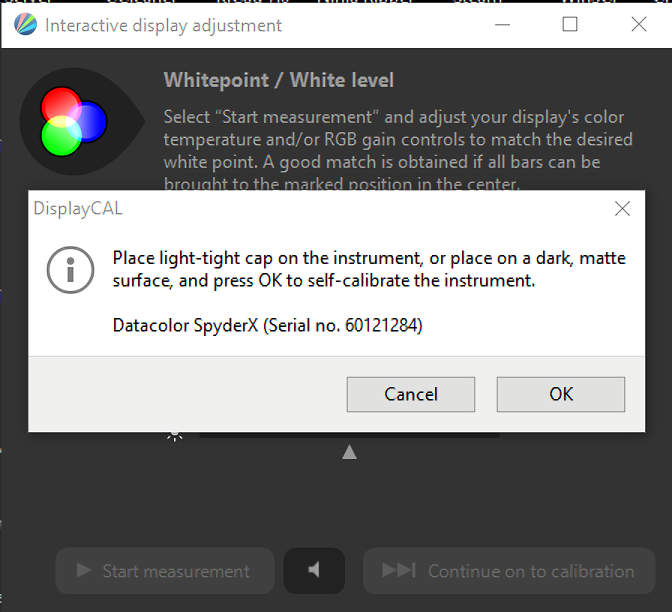 Interactive display adjustment
Whitepoint / White level
Select “Start measurement” and adjust your display's color
temperature and/or RGB gain controls to match the desired
white point. A good match is obtained if all bars can be
brought to the marked position in the center.
DisplayCAL
Place light-tight cap on the instrument, or place on a dark, matte
surface, and press OK to self-calibrate the instrument.
Datacolor SpyderX (Serial no. 60121284)
Cancel
OK
Start measurement
Continue on to calibration